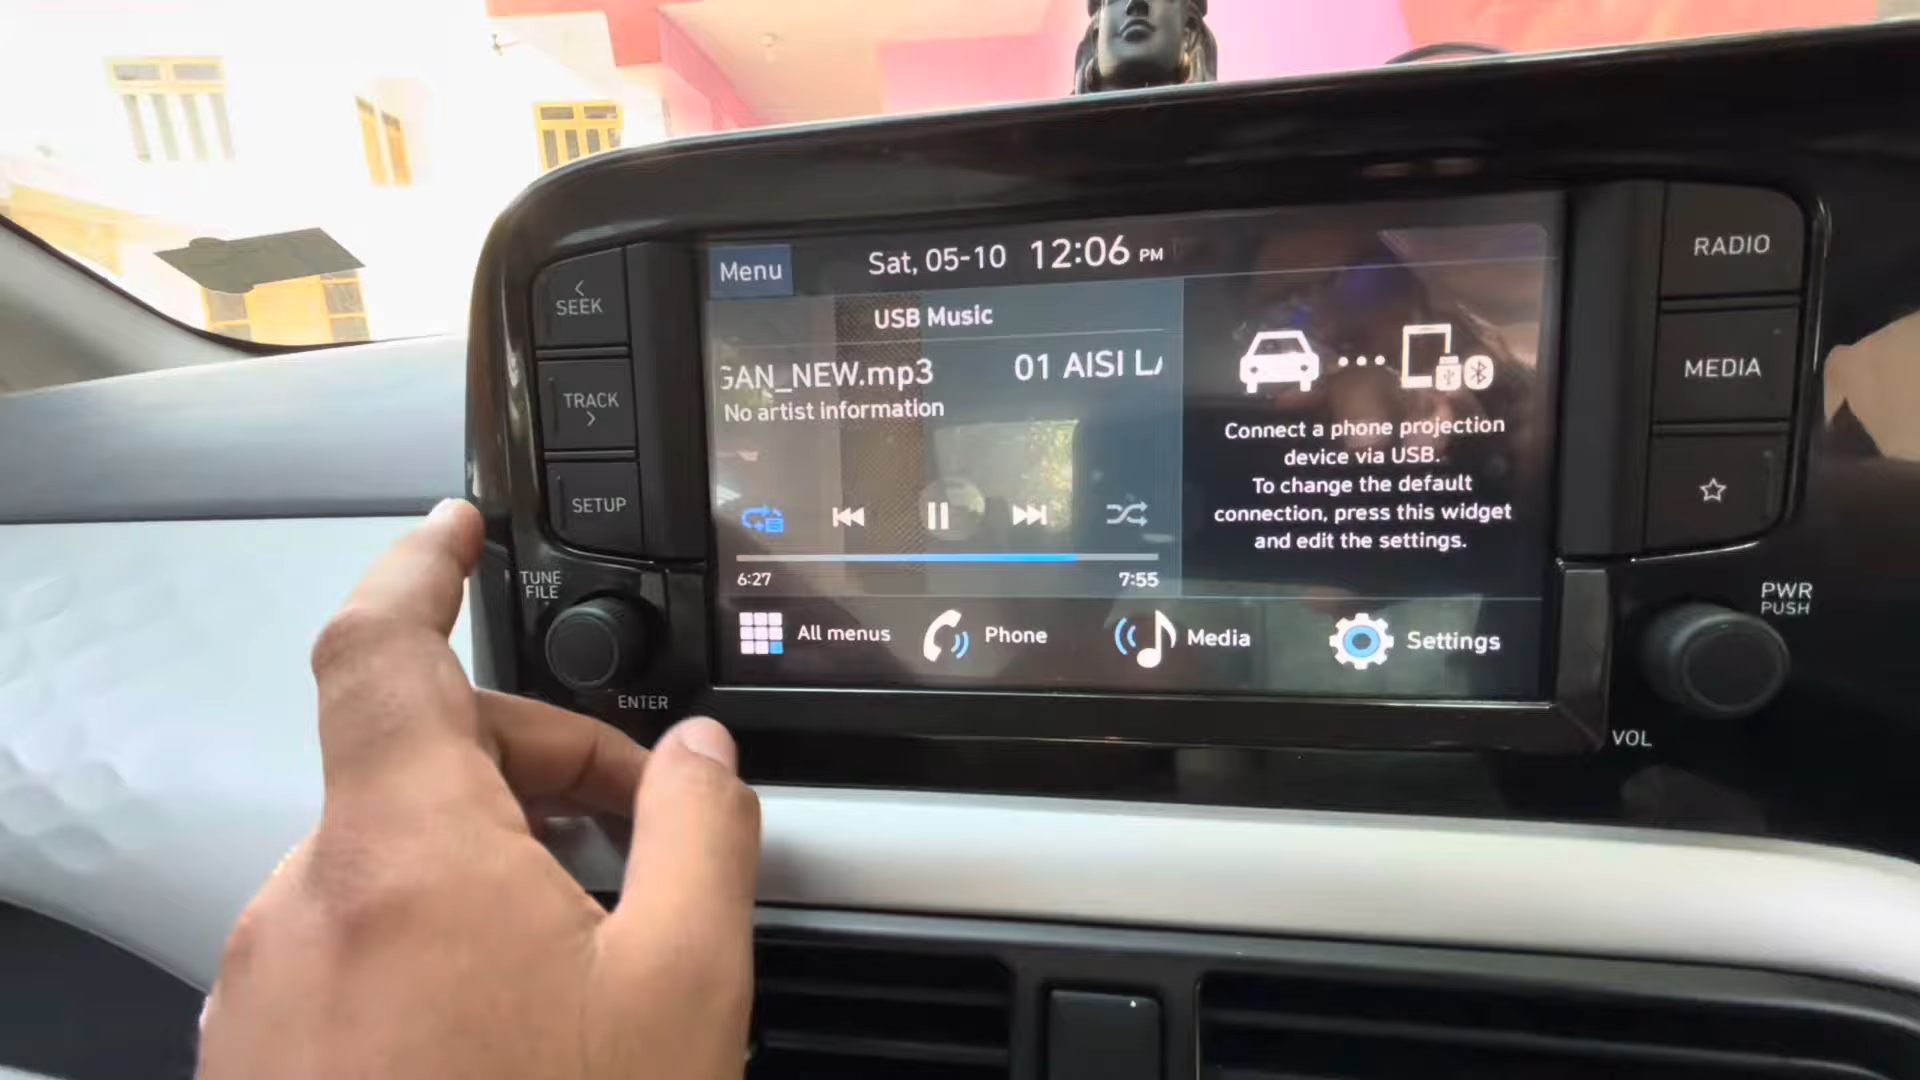 Menu
Sat, 05-10 12:06 PM
USB Music
GAN_NEW.mp3 01 AISI LA
No artist information
6:27
7:55
All menus
Phone
Media
Settings
Connect a phone projection
device via USB.
To change the default
connection, press this widget
and edit the settings.
SEEK
TRACK
SETUP
TUNE
FILE
ENTER
RADIO
MEDIA
PWR
PUSH
VOL